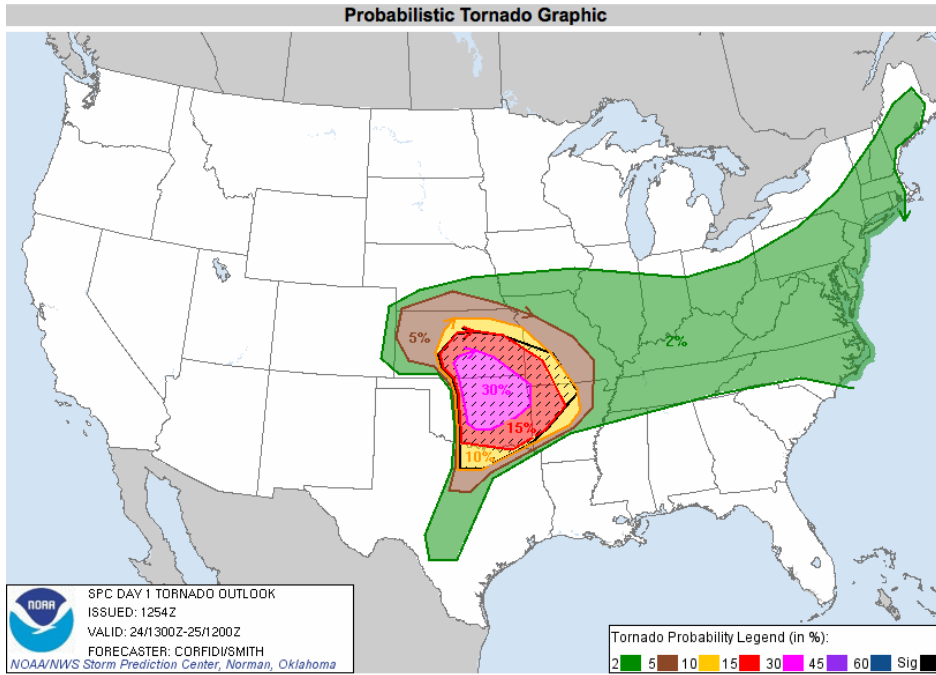 Probabilistic Tornado Graphic
2%
5%
30%
15%
10%
NOAA
SPC DAY 1 TORNADO OUTLOOK
ISSUED: 1254Z
VALID: 24/1300Z-25/1200Z
FORECASTER: CORFIDI/SMITH
NOAA/NWS Storm Prediction Center, Norman, Oklahoma
Tornado Probability Legend (in %):
2 5 10 15 30 45 60 Sig